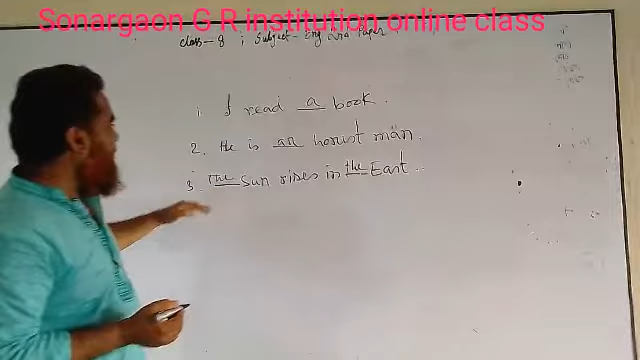 Sonargaon G R institution online class
class-8 ; Subject- Eng 2nd Paper
1. I read a book.
2. He is an honist man.
3. The Sun rises in the East.